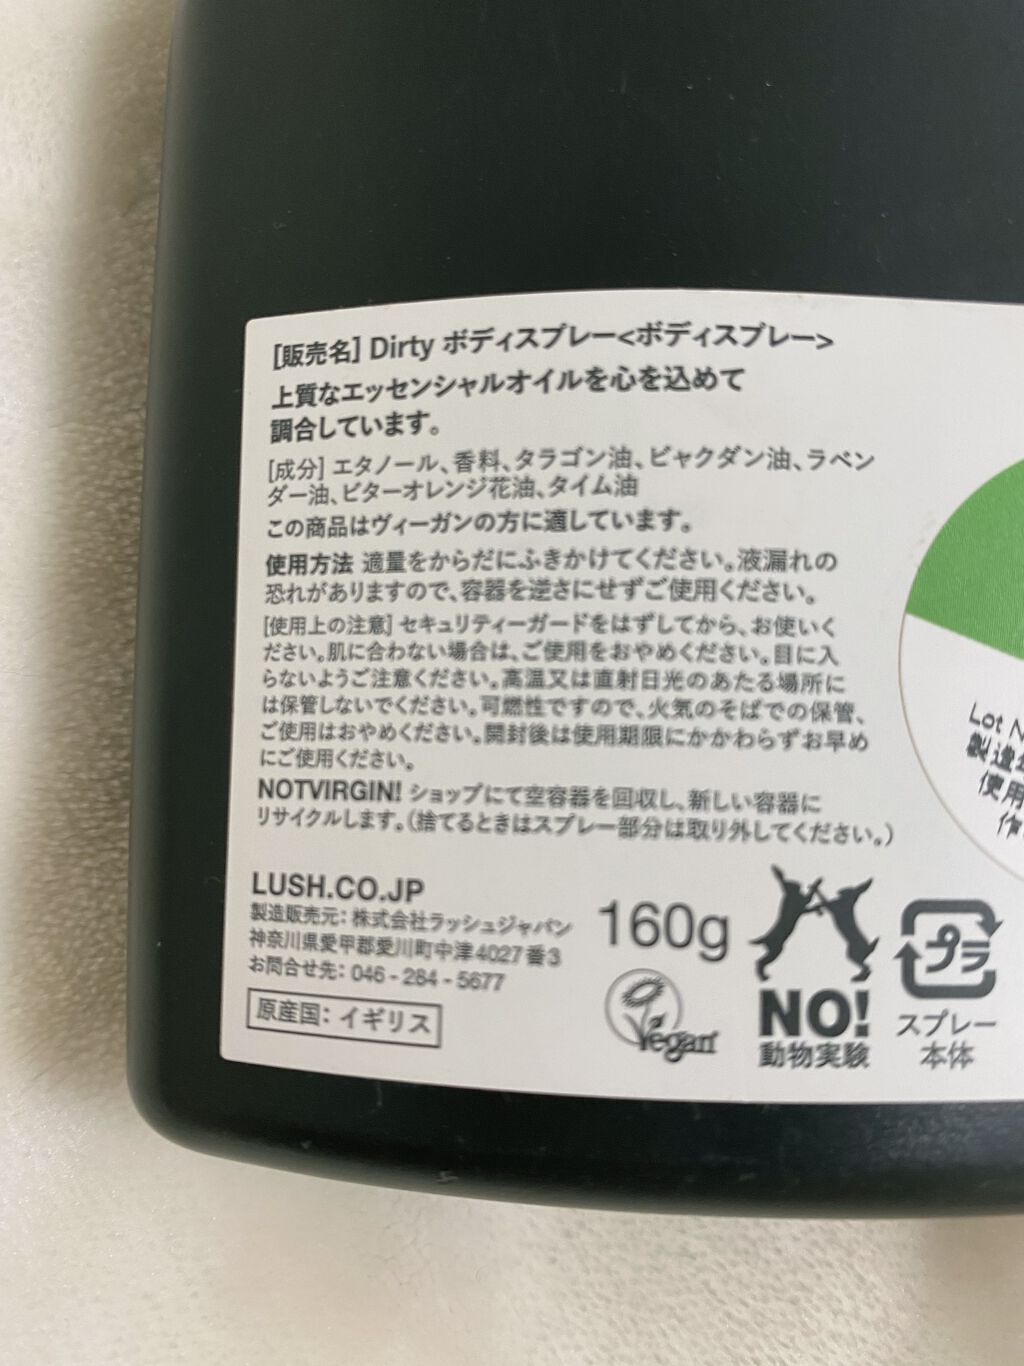 [販売名] Dirty ボディスプレー<ボディスプレー>
上質なエッセンシャルオイルを心を込めて
調合しています。
[成分] エタノール、香料、タラゴン油、ビャクダン油、ラベン
ダー油、ビターオレンジ花油、タイム油
この商品はヴィーガンの方に適しています。
使用方法 適量をからだにふきかけてください。液漏れの
恐れがありますので、容器を逆さにせずご使用ください。
[使用上の注意] セキュリティーガードをはずしてから、お使いく
ださい。肌に合わない場合は、ご使用をおやめください。目に入
らないようご注意ください。高温又は直射日光のあたる場所に
は保管しないでください。可燃性ですので、火気のそばでの保管、
ご使用はおやめください。開封後は使用期限にかかわらずお早め
にご使用ください。
NOTVIRGIN! ショップにて空容器を回収し、新しい容器に
リサイクルします。(捨てるときはスプレー部分は取り外してください。)
LUSH.CO.JP
製造販売元: 株式会社ラッシュジャパン
神奈川県愛甲郡愛川町中津4027番3
お問合せ先: 046-284-5677
原産国: イギリス
160g
Vegan
NO!
動物実験
プラ
スプレー
本体
Lot N
製造
使用
作